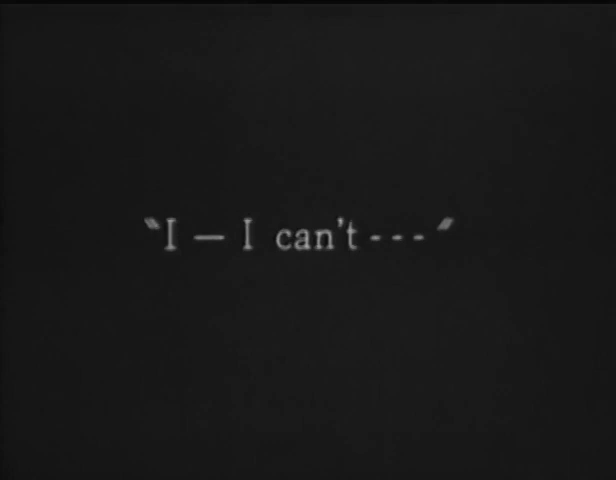 "I — I can't - - - "